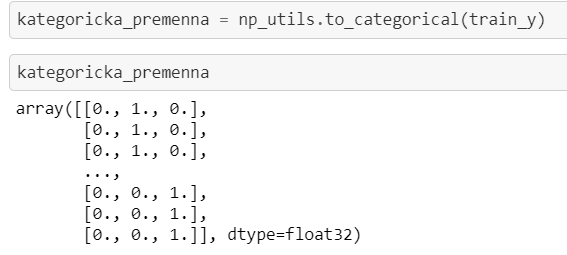 kategoricka_premenna = np_utils.to_categorical(train_y)
kategoricka_premenna
array([[0., 1., 0.],
       [0., 1., 0.],
       [0., 1., 0.],
       ...,
       [0., 0., 1.],
       [0., 0., 1.],
       [0., 0., 1.]], dtype=float32)